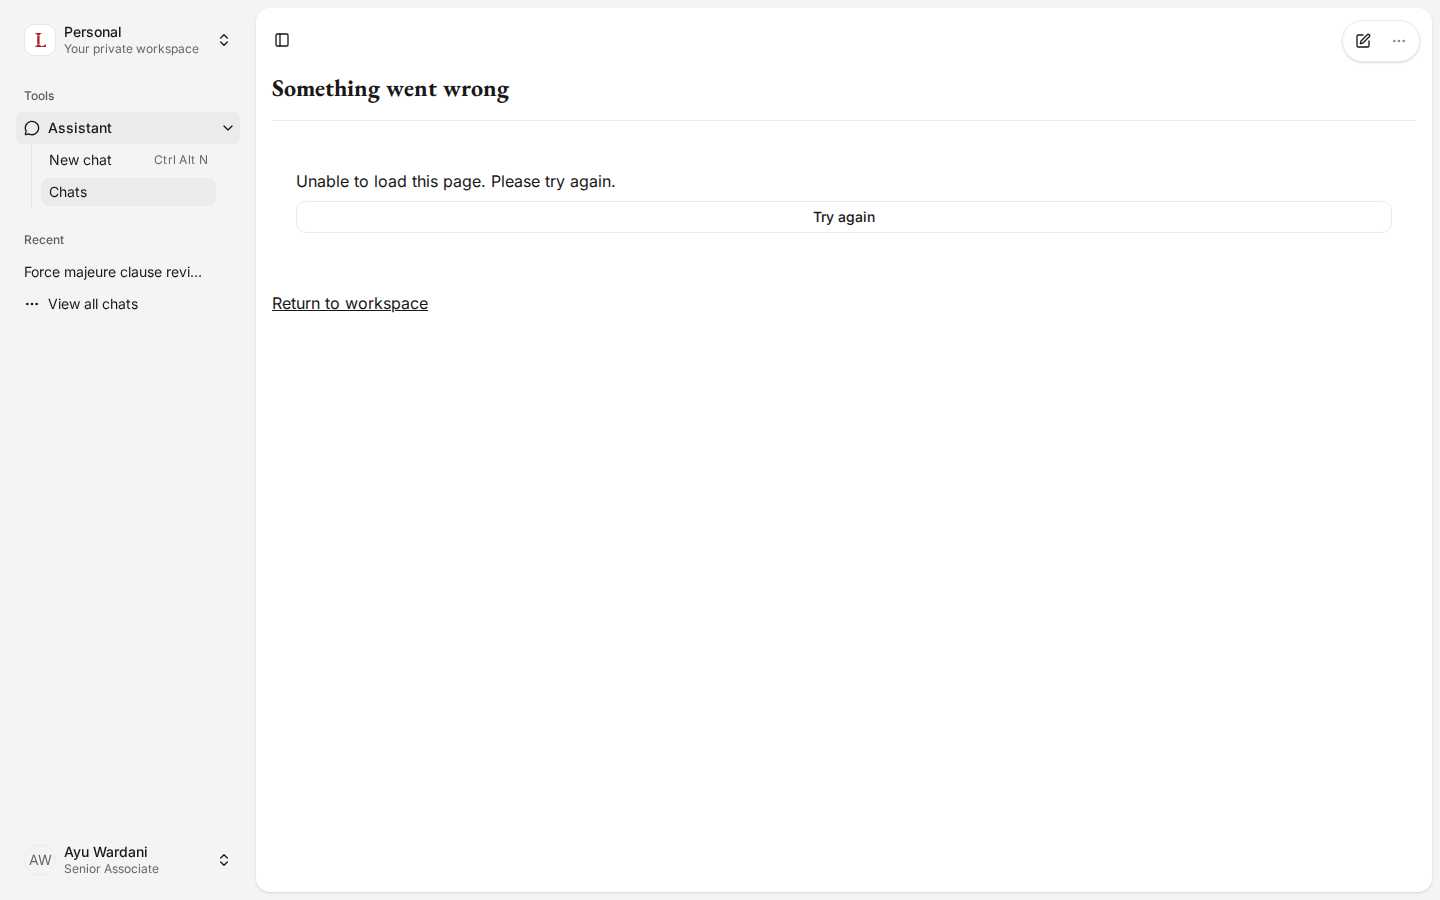 L
Personal
Your private workspace
Tools
Assistant
New chat Ctrl Alt N
Chats
Recent
Force majeure clause revi...
View all chats
AW
Ayu Wardani
Senior Associate
Something went wrong
Unable to load this page. Please try again.
Try again
Return to workspace